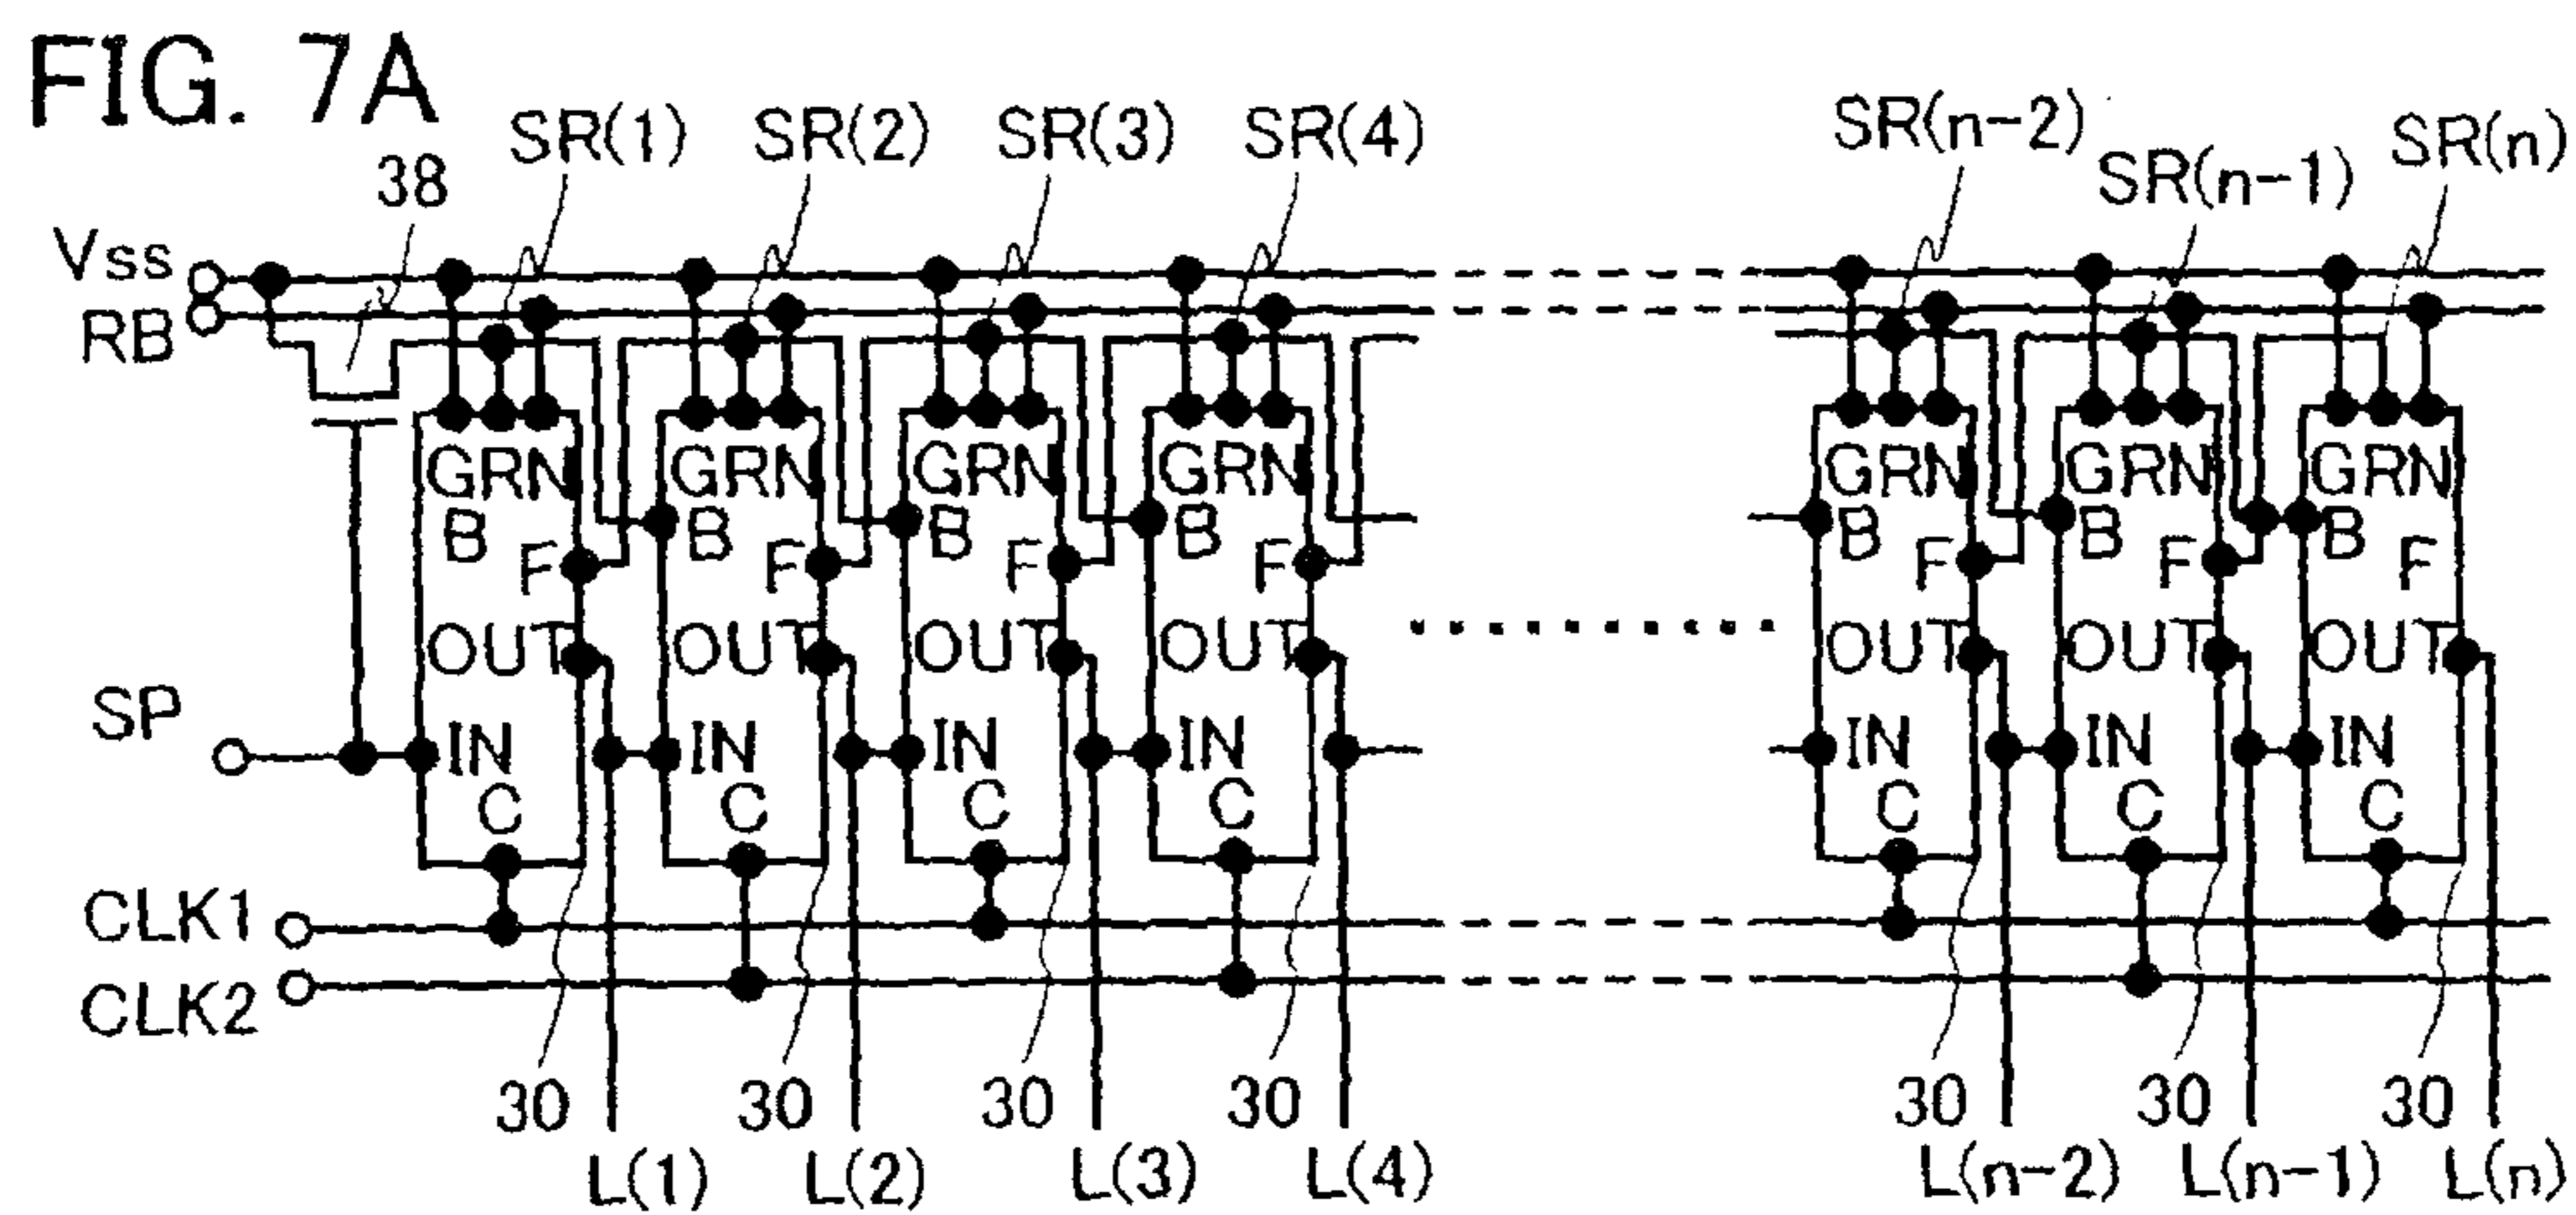 FIG. 7A
SR(1) SR(2) SR(3) SR(4) SR(n-2) SR(n-1) SR(n)
38
Vss
RB
GRN GRN GRN GRN GRN GRN GRN
B B B B B B B
F F F F F F F
OUT OUT OUT OUT OUT OUT OUT
SP
IN IN IN IN IN IN IN
C C C C C C C
CLK1
CLK2
30 30 30 30 30 30 30
L(1) L(2) L(3) L(4) L(n-2) L(n-1) L(n)